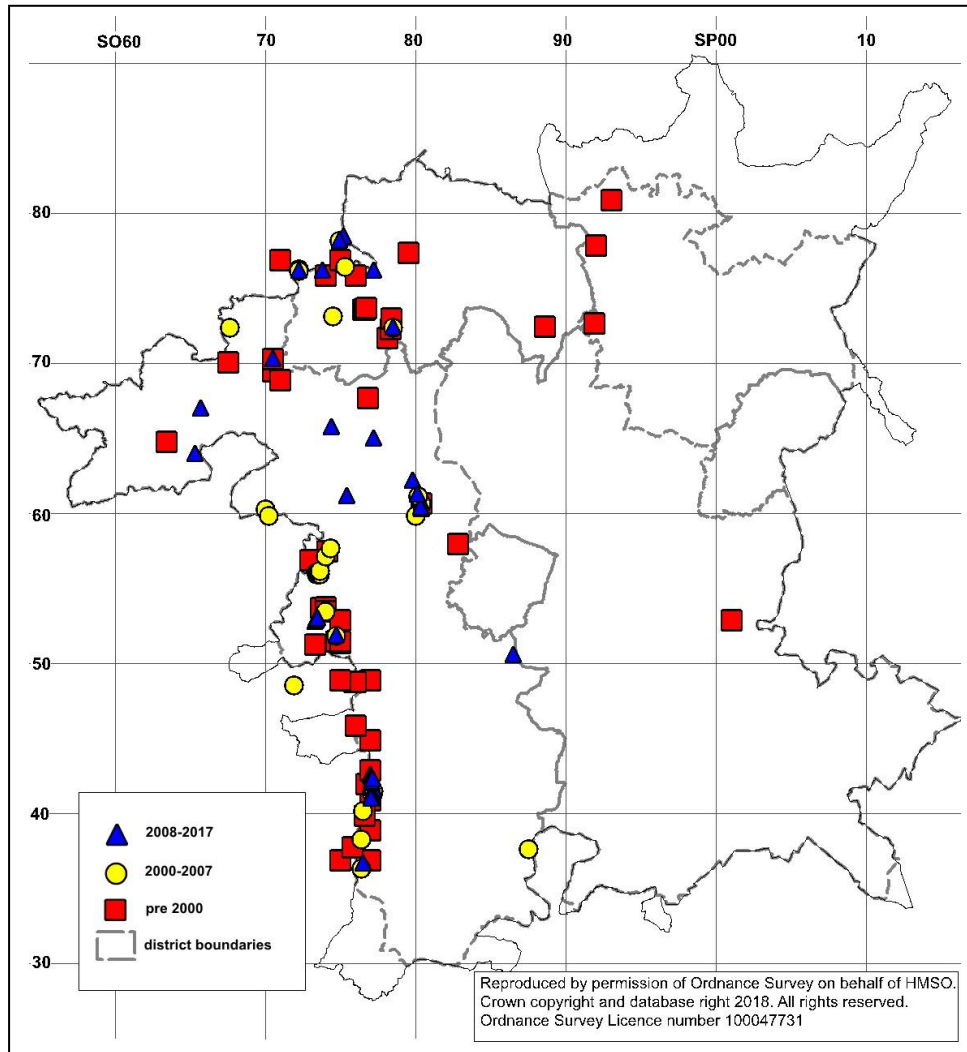 SO60 70 80 90 SP00 10
80
70
60
50
40
30
2008-2017
2000-2007
pre 2000
district boundaries
Reproduced by permission of Ordnance Survey on behalf of HMSO.
Crown copyright and database right 2018. All rights reserved.
Ordnance Survey Licence number 100047731